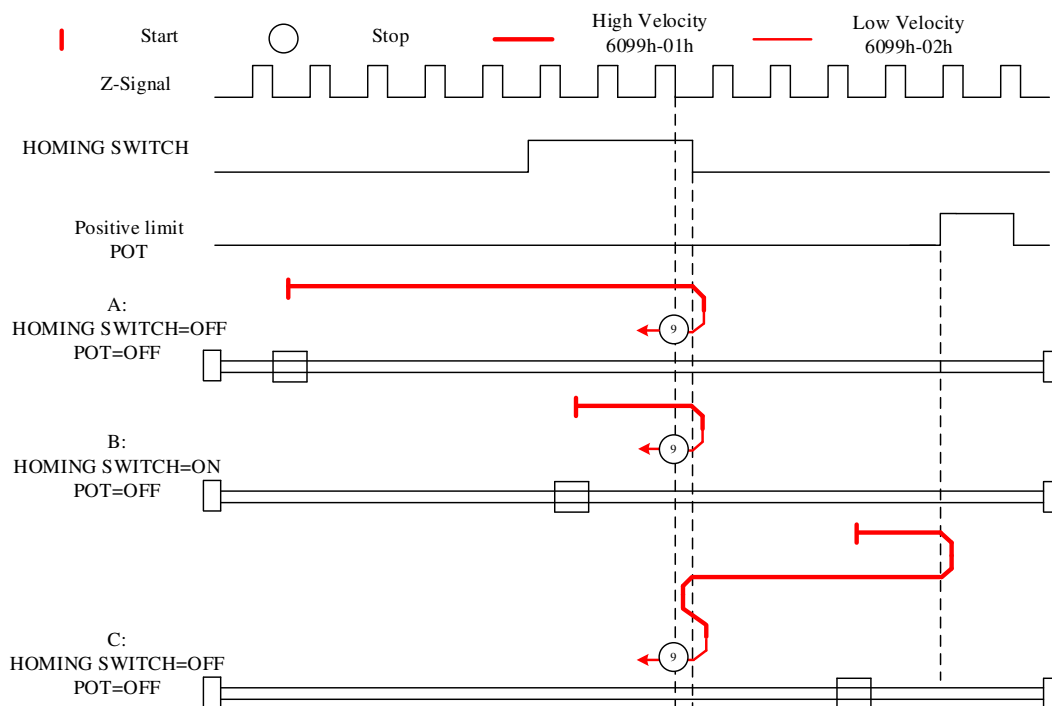 Start
Stop
High Velocity
6099h-01h
Low Velocity
6099h-02h
Z-Signal
HOMING SWITCH
Positive limit
POT
A:
HOMING SWITCH=OFF
POT=OFF
9
B:
HOMING SWITCH=ON
POT=OFF
9
C:
HOMING SWITCH=OFF
POT=OFF
9